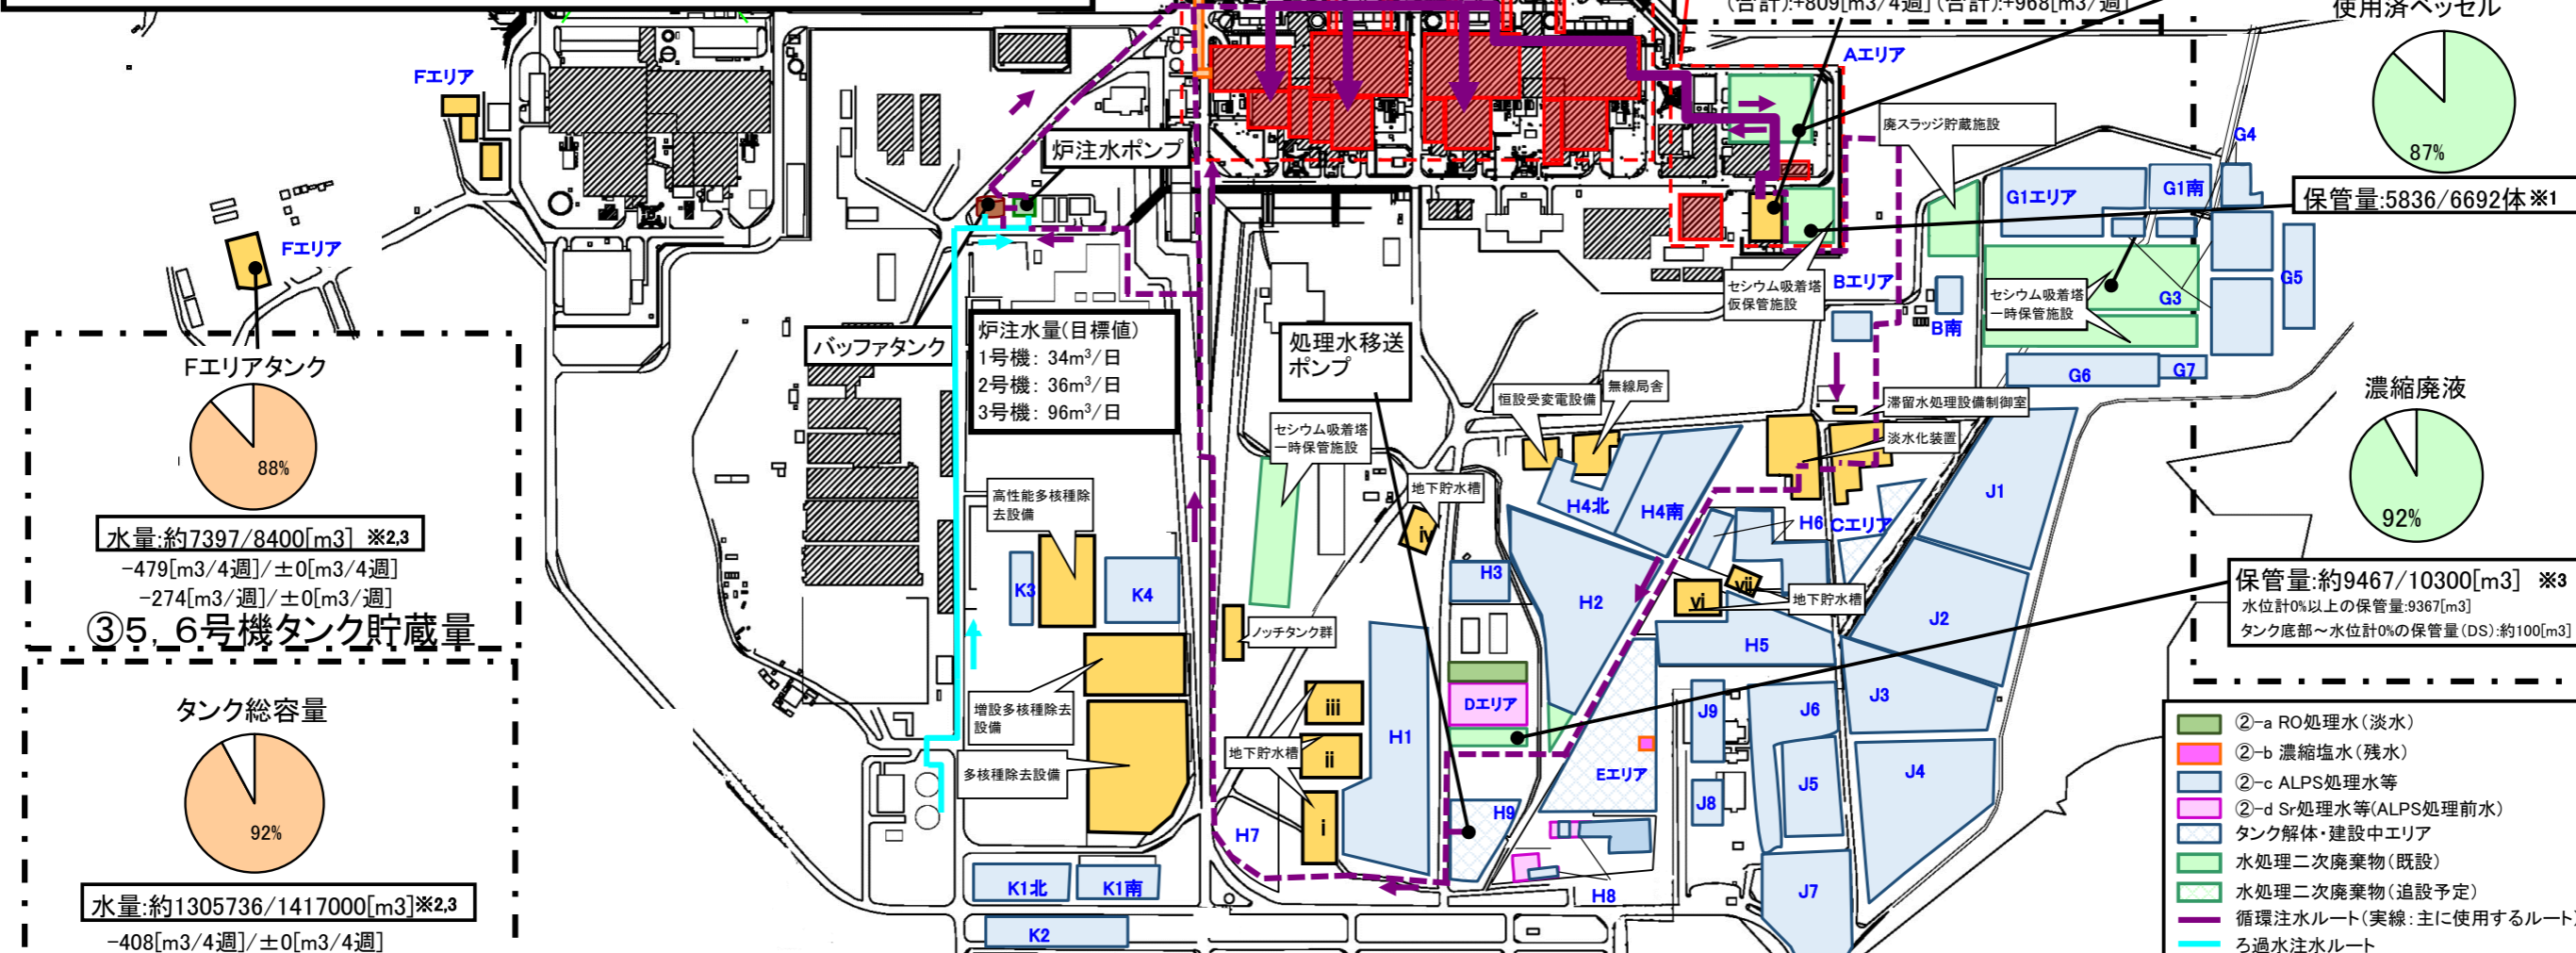 (合計):+809[m3/4週] (合計):+968[m3/週]
使用済ベッセル
87%
保管量:5836/6692体※1
Aエリア
Fエリア
Fエリア
廃スラッジ貯蔵施設
G4
G1エリア
G1南
炉注水ポンプ
セシウム吸着塔
仮保管施設
Bエリア
B南
セシウム吸着塔
一時保管施設
G3
G5
G6
G7
Fエリアタンク
88%
水量:約7397/8400[m3] ※2,3
-479[m3/4週]/±0[m3/4週]
-274[m3/週]/±0[m3/週]
③5, 6号機タンク貯蔵量
バッファタンク
炉注水量(目標値)
1号機: 34m³/日
2号機: 36m³/日
3号機: 96m³/日
処理水移送
ポンプ
恒設受変電設備
無線局舎
滞留水処理設備制御室
淡水化装置
濃縮廃液
92%
保管量:約9467/10300[m3] ※3
水位計0%以上の保管量:9367[m3]
タンク底部～水位計0%の保管量(DS):約100[m3]
セシウム吸着塔
一時保管施設
地下貯水槽
iv
高性能多核種除
去設備
K3
K4
H4北
H4南
H6
Cエリア
J1
H3
H2
vi
vii
地下貯水槽
J2
H5
ノッチタンク群
増設多核種除去
設備
多核種除去設備
地下貯水槽
iii
ii
i
H1
Dエリア
Eエリア
J9
J6
J3
J8
J5
J4
H7
H9
H8
J7
K1北
K1南
K2
タンク総容量
92%
水量:約1305736/1417000[m3]※2,3
-408[m3/4週]/±0[m3/4週]
②-a RO処理水(淡水)
②-b 濃縮塩水(残水)
②-c ALPS処理水等
②-d Sr処理水等(ALPS処理前水)
タンク解体・建設中エリア
水処理二次廃棄物(既設)
水処理二次廃棄物(追設予定)
循環注水ルート(実線:主に使用するルート)
ろ過水注水ルート